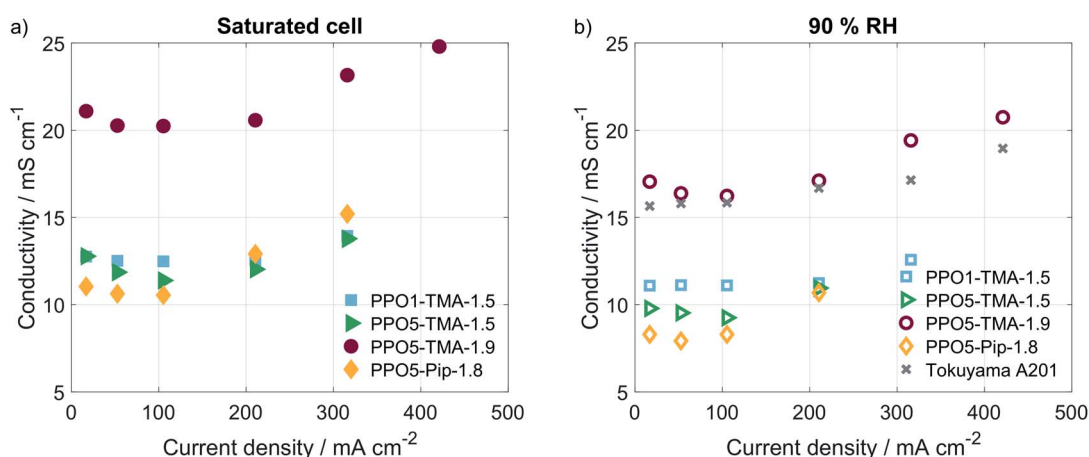 a)
Saturated cell
Conductivity / mS cm⁻¹
25
20
15
10
5
PPO1-TMA-1.5
PPO5-TMA-1.5
PPO5-TMA-1.9
PPO5-Pip-1.8
0 100 200 300 400 500
Current density / mA cm⁻²
b)
90 % RH
Conductivity / mS cm⁻¹
25
20
15
10
5
PPO1-TMA-1.5
PPO5-TMA-1.5
PPO5-TMA-1.9
PPO5-Pip-1.8
Tokuyama A201
0 100 200 300 400 500
Current density / mA cm⁻²